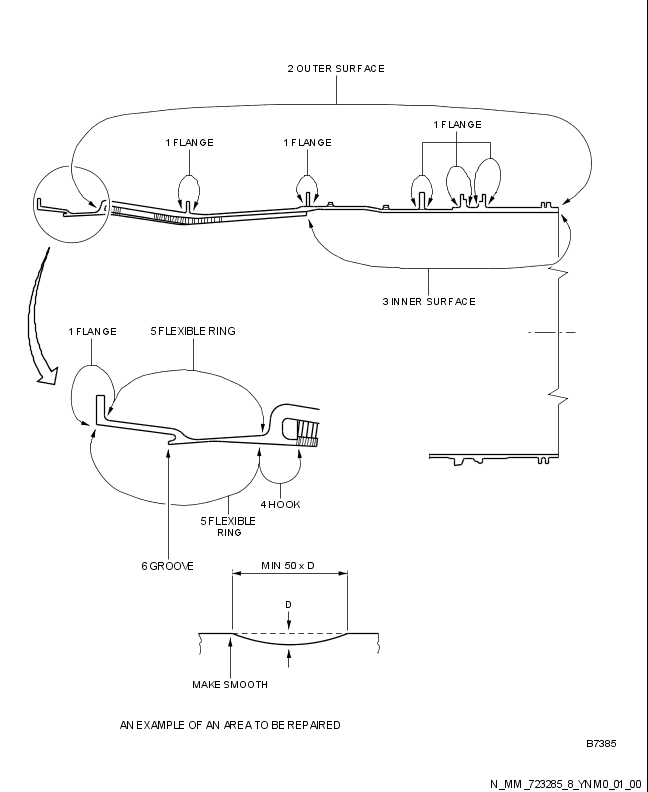 2 OUTER SURFACE
1 FLANGE
1 FLANGE
1 FLANGE
3 INNER SURFACE
1 FLANGE
5 FLEXIBLE RING
4 HOOK
5 FLEXIBLE
RING
6 GROOVE
MIN 50 x D
D
MAKE SMOOTH
AN EXAMPLE OF AN AREA TO BE REPAIRED
B7385
N_MM_723285_8_YNM0_01_00